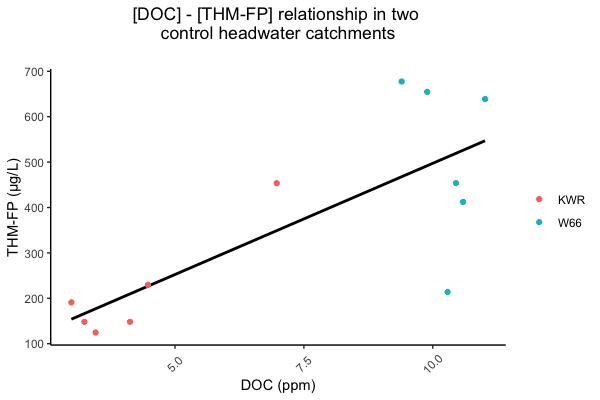 [DOC] - [THM-FP] relationship in two
control headwater catchments
700
600
500
400
300
200
100
THM-FP (µg/L)
5.0
7.5
10.0
DOC (ppm)
KWR
W66